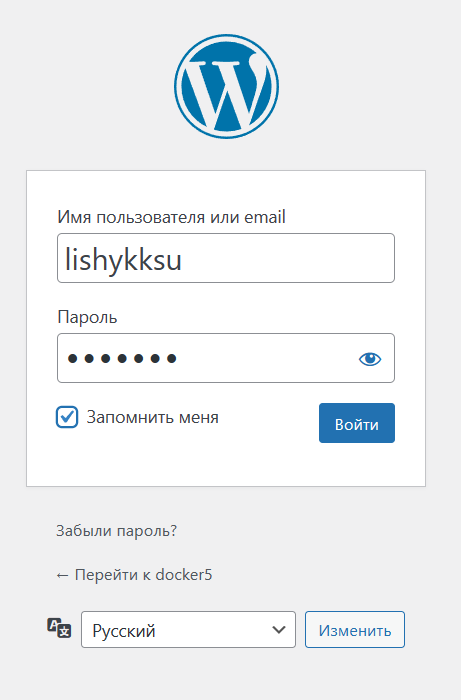 Имя пользователя или email
lishykksu
Пароль
•••••••
Запомнить меня
Войти
Забыли пароль?
← Перейти к docker5
Русский
Изменить